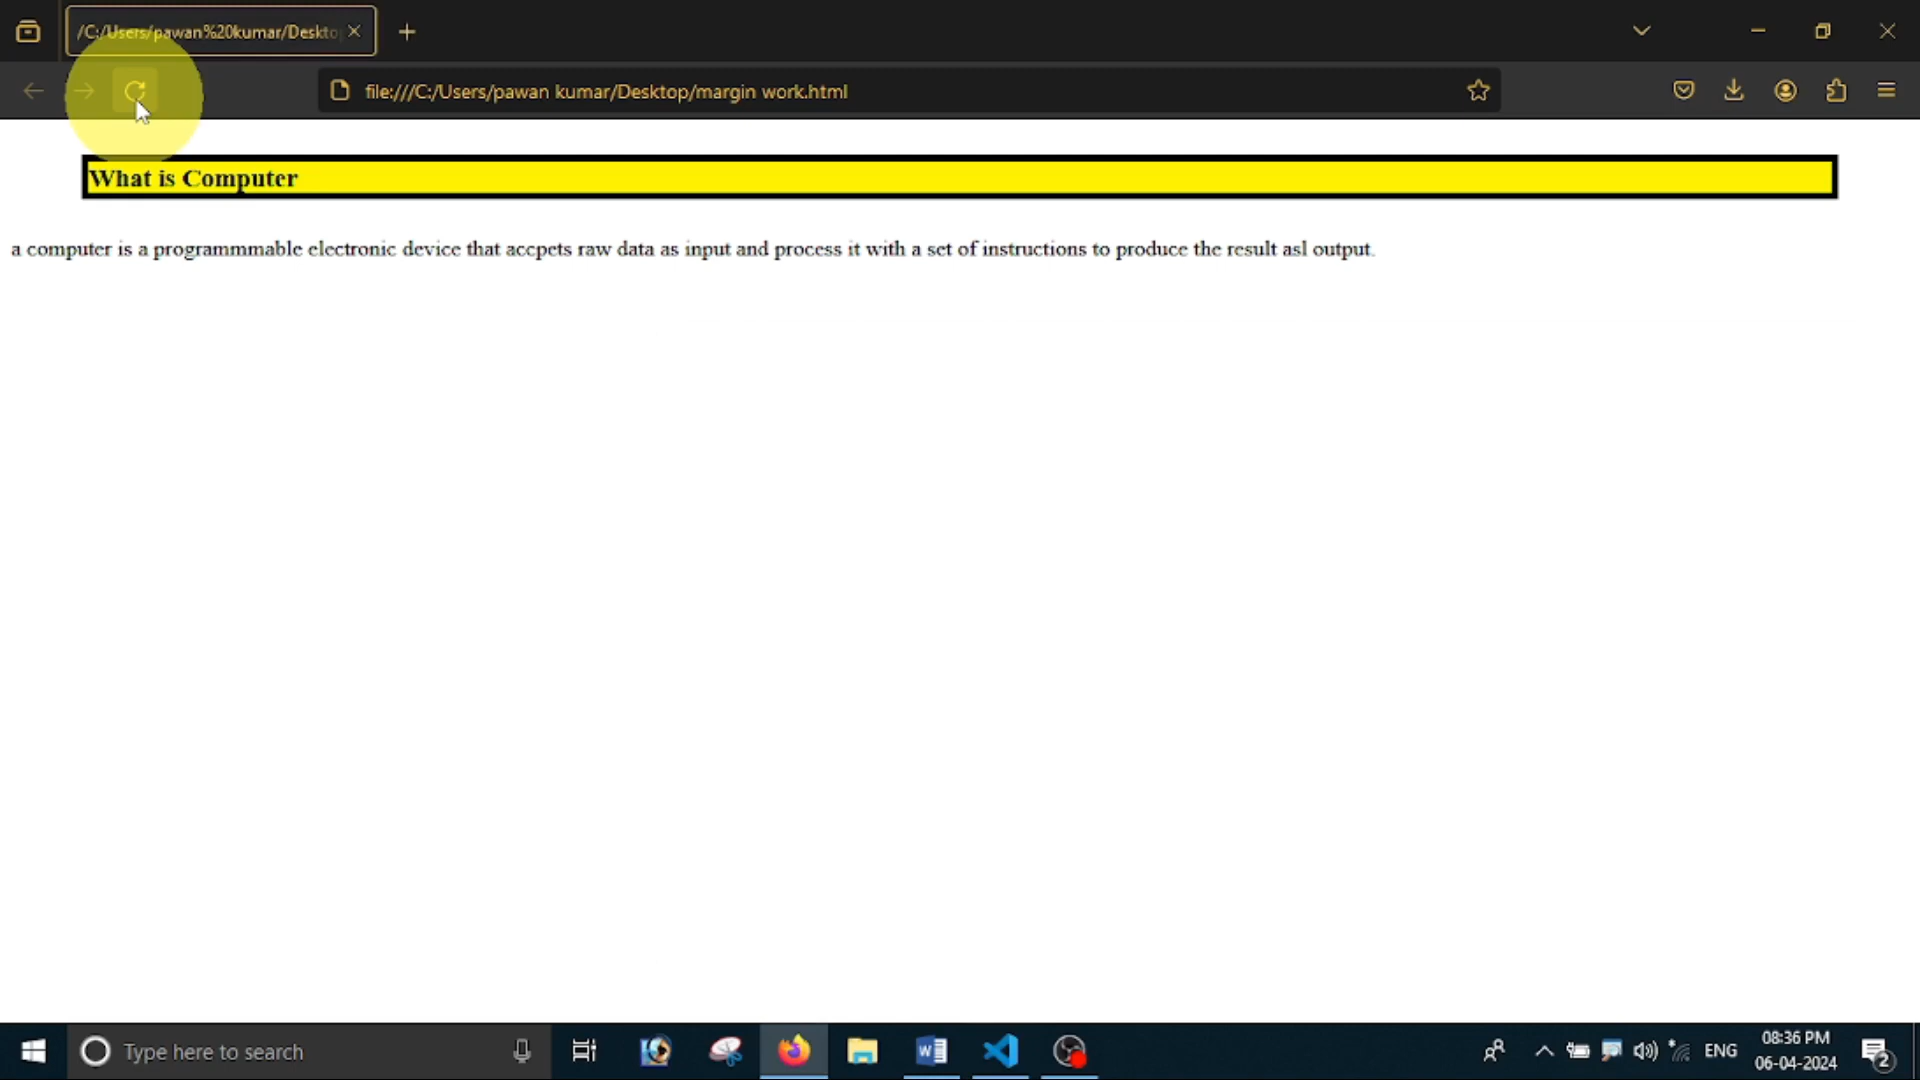 /C:/Users/pawan%20kumar/Deskto
file:///C:/Users/pawan kumar/Desktop/margin work.html
What is Computer
a computer is a programmmable electronic device that accpets raw data as input and process it with a set of instructions to produce the result asl output.
Type here to search
ENG
08:36 PM
06-04-2024
2